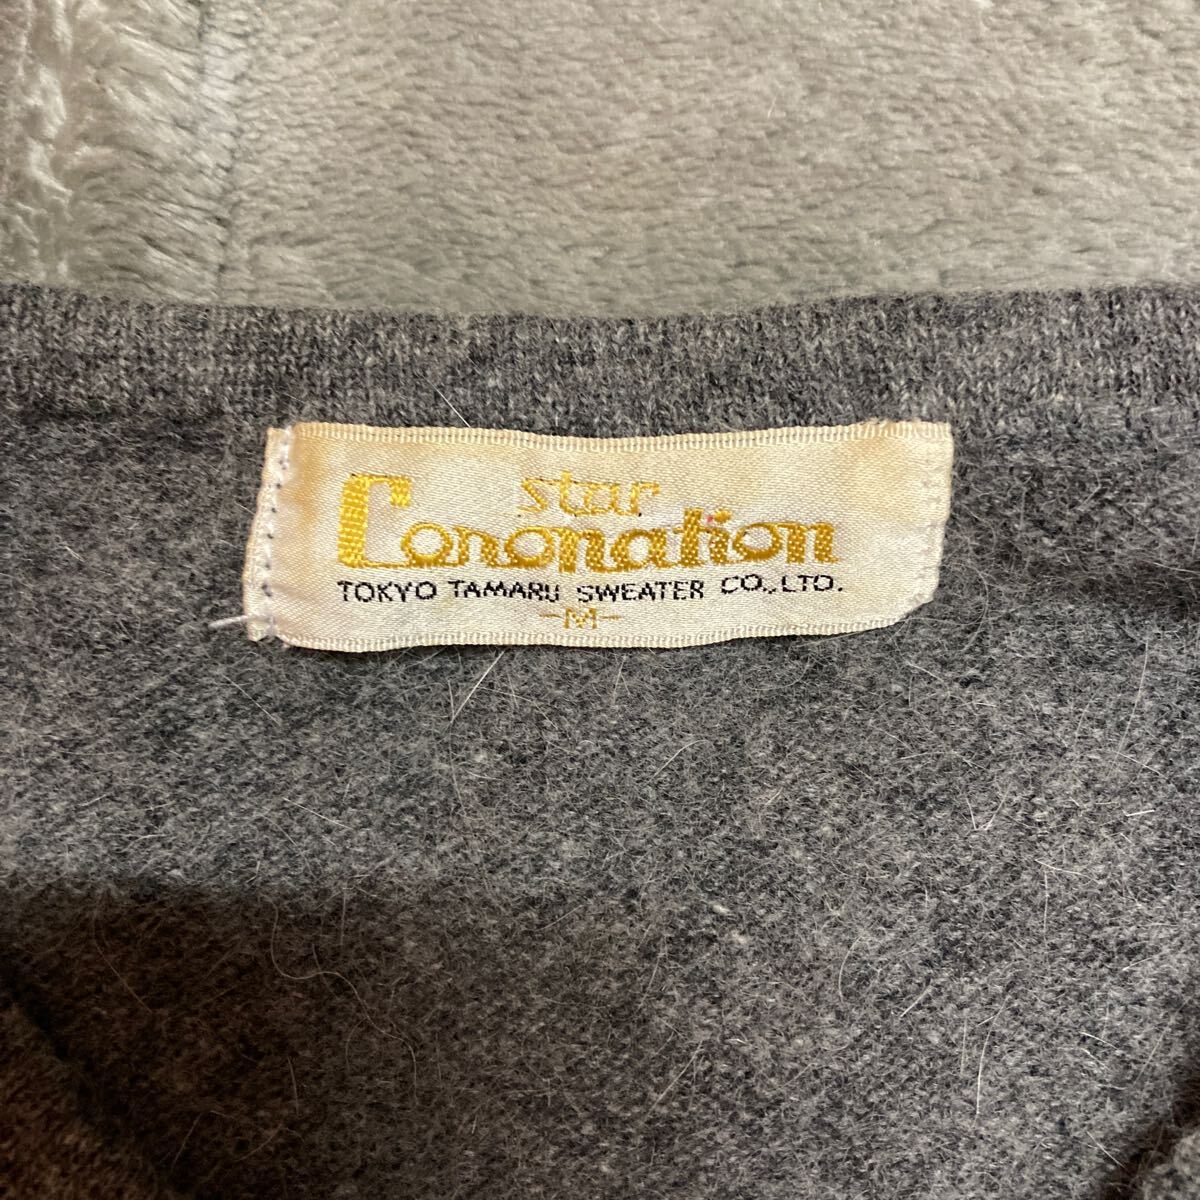 star
Coronation
TOKYO TAMARU SWEATER CO.,LTD.
-M-